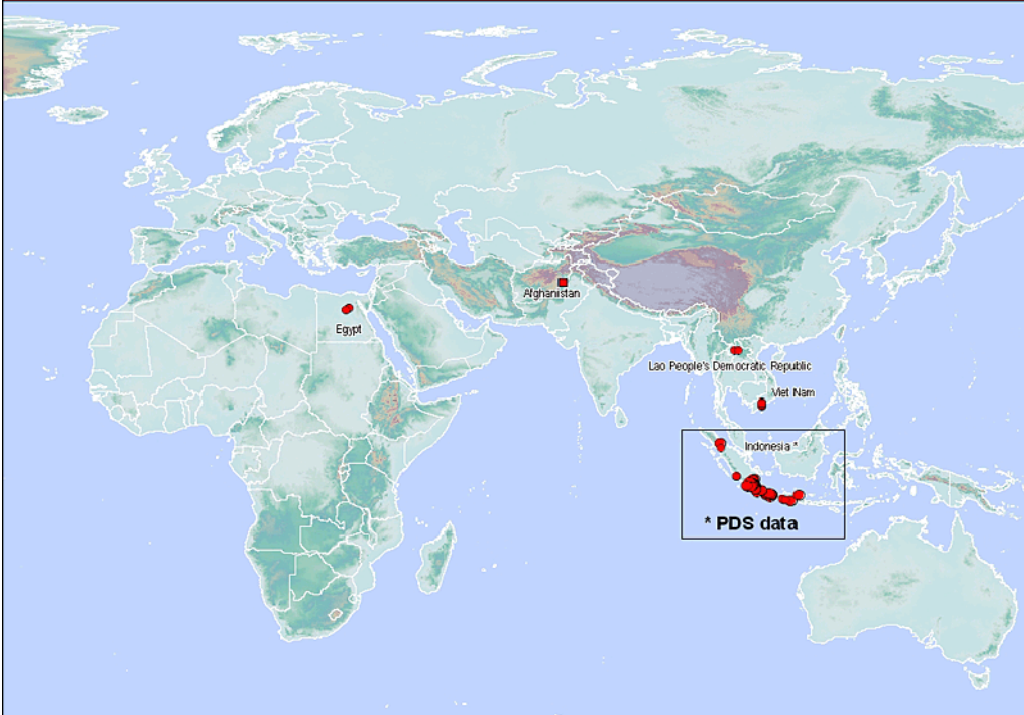 Afghanistan
Egypt
Lao People's Democratic Republic
Viet Nam
Indonesia *
* PDS data